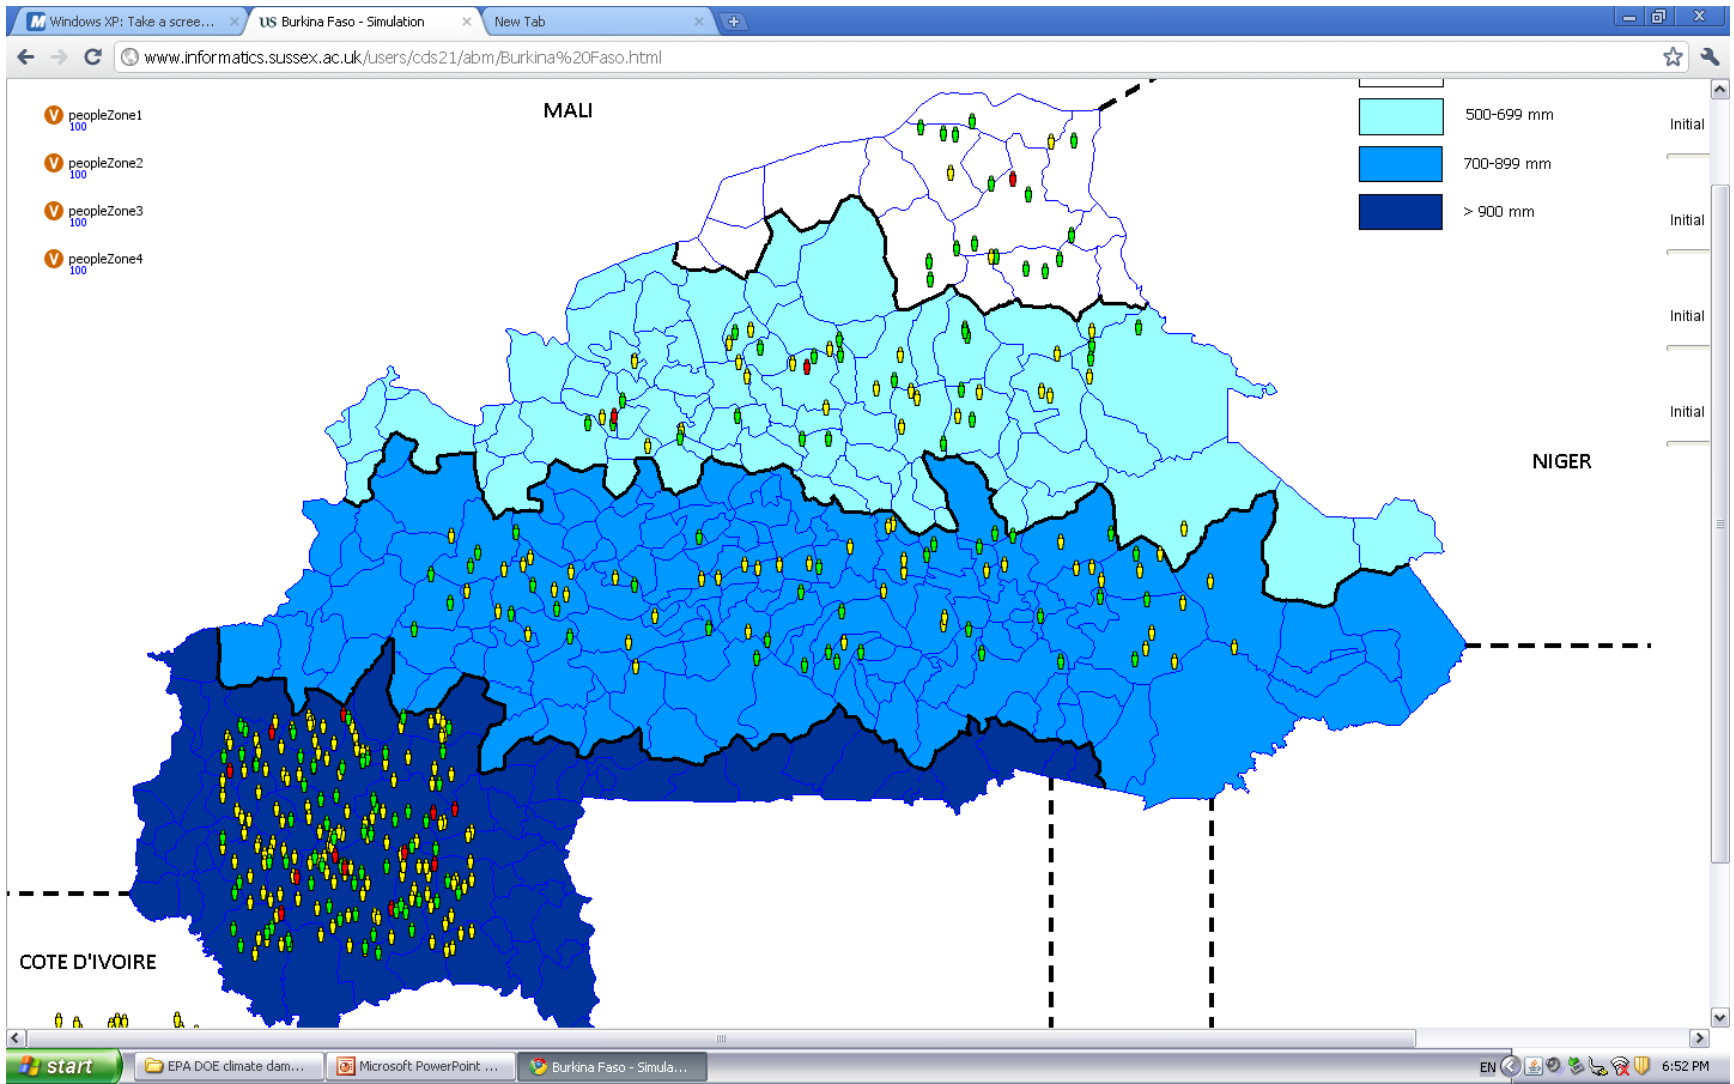 Windows XP: Take a scree...
US Burkina Faso - Simulation
New Tab
www.informatics.sussex.ac.uk/users/cds21/abm/Burkina%20Faso.html
V peopleZone1
100
V peopleZone2
100
V peopleZone3
100
V peopleZone4
100
MALI
500-699 mm
700-899 mm
> 900 mm
Initial
Initial
Initial
Initial
NIGER
COTE D'IVOIRE
start
EPA DOE climate dam...
Microsoft PowerPoint ...
Burkina Faso - Simula...
EN
6:52 PM